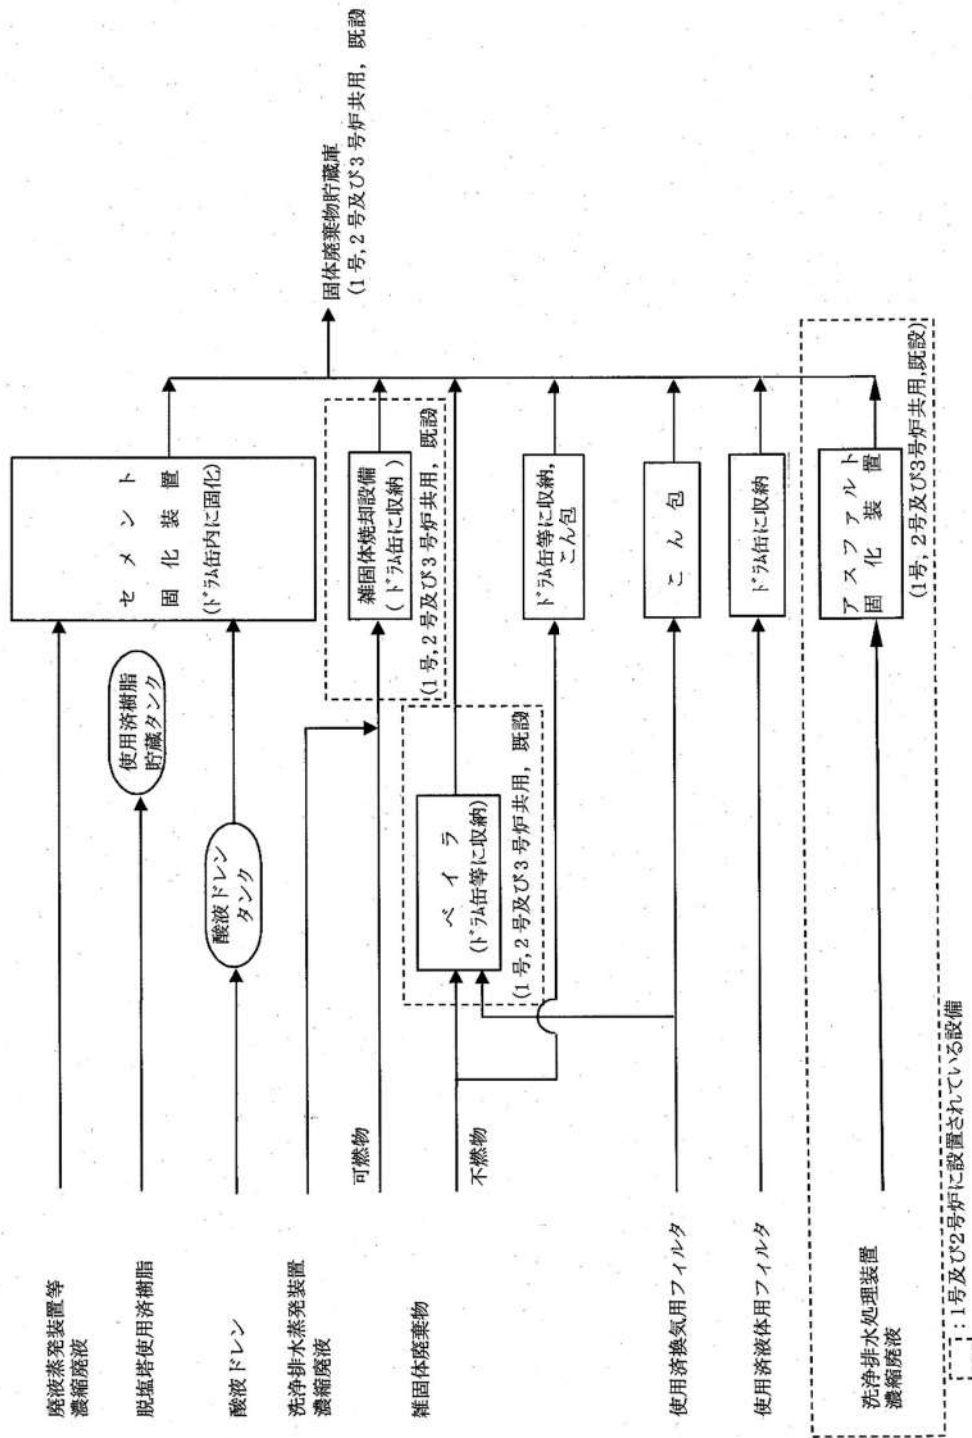 廃液蒸発装置等
濃縮廃液
脱塩塔使用済樹脂
酸液ドレン
洗浄排水蒸発装置
濃縮廃液
雑固体廃棄物
使用済換気用フィルタ
使用済液体用フィルタ
洗浄排水処理装置
濃縮廃液
可燃物
不燃物
酸液ドレン
タンク
使用済樹脂
貯蔵タンク
ベイラ
(ドラム缶等に収納)
(1号,2号及び3号炉共用, 既設)
セメント
固化装置
(ドラム缶内に固化)
雑固体焼却設備
(ドラム缶に収納)
(1号,2号及び3号炉共用, 既設)
ドラム缶等に収納,
こん包
こん包
ドラム缶に収納
アスファルト
固化装置
(1号, 2号及び3号炉共用,既設)
固体廃棄物貯蔵庫
(1号,2号及び3号炉共用, 既設)
:1号及び2号炉に設置されている設備